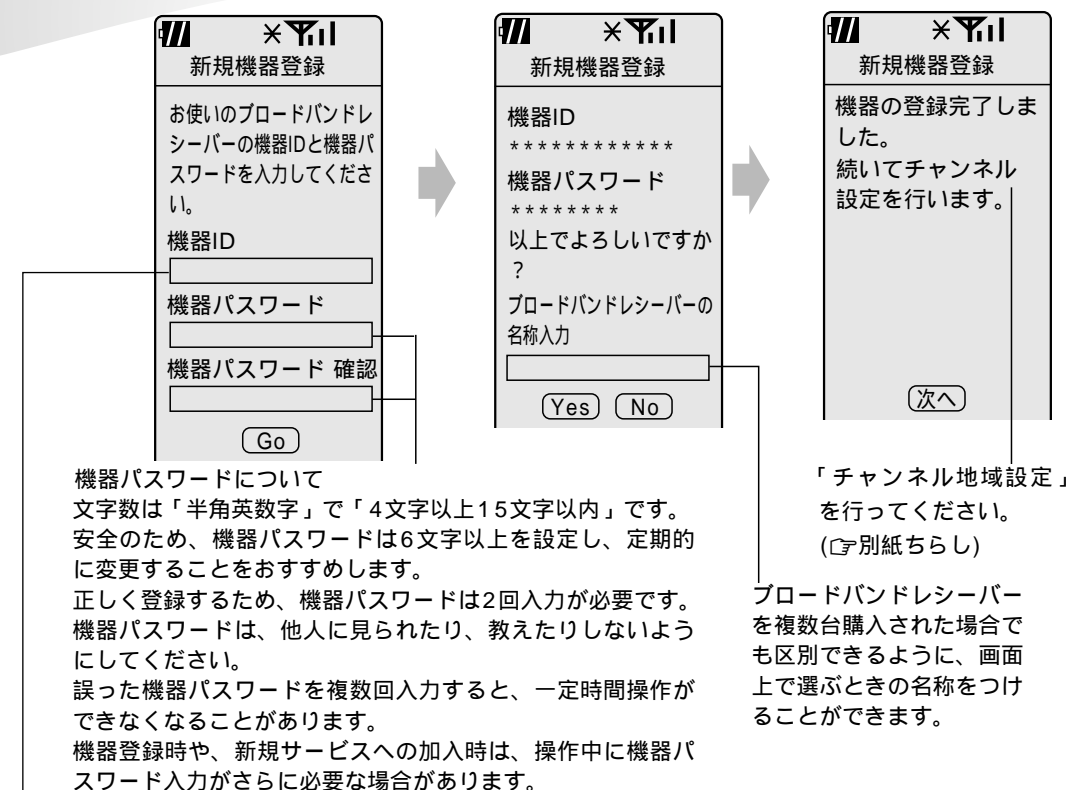 新規機器登録
お使いのブロードバンドレ
シーバーの機器IDと機器パ
スワードを入力してくださ
い。
機器ID
機器パスワード
機器パスワード 確認
Go
新規機器登録
機器ID
************
機器パスワード
********
以上でよろしいですか
?
ブロードバンドレシーバーの
名称入力
Yes No
新規機器登録
機器の登録完了しま
した。
続いてチャンネル
設定を行います。
次へ
機器パスワードについて
文字数は「半角英数字」で「4文字以上15文字以内」です。
安全のため、機器パスワードは6文字以上を設定し、定期的
に変更することをおすすめします。
正しく登録するため、機器パスワードは2回入力が必要です。
機器パスワードは、他人に見られたり、教えたりしないよう
にしてください。
誤った機器パスワードを複数回入力すると、一定時間操作が
できなくなることがあります。
機器登録時や、新規サービスへの加入時は、操作中に機器パ
スワード入力がさらに必要な場合があります。
「チャンネル地域設定」
を行ってください。
(☞別紙ちらし)
ブロードバンドレシーバー
を複数台購入された場合で
も区別できるように、画面
上で選ぶときの名称をつけ
ることができます。